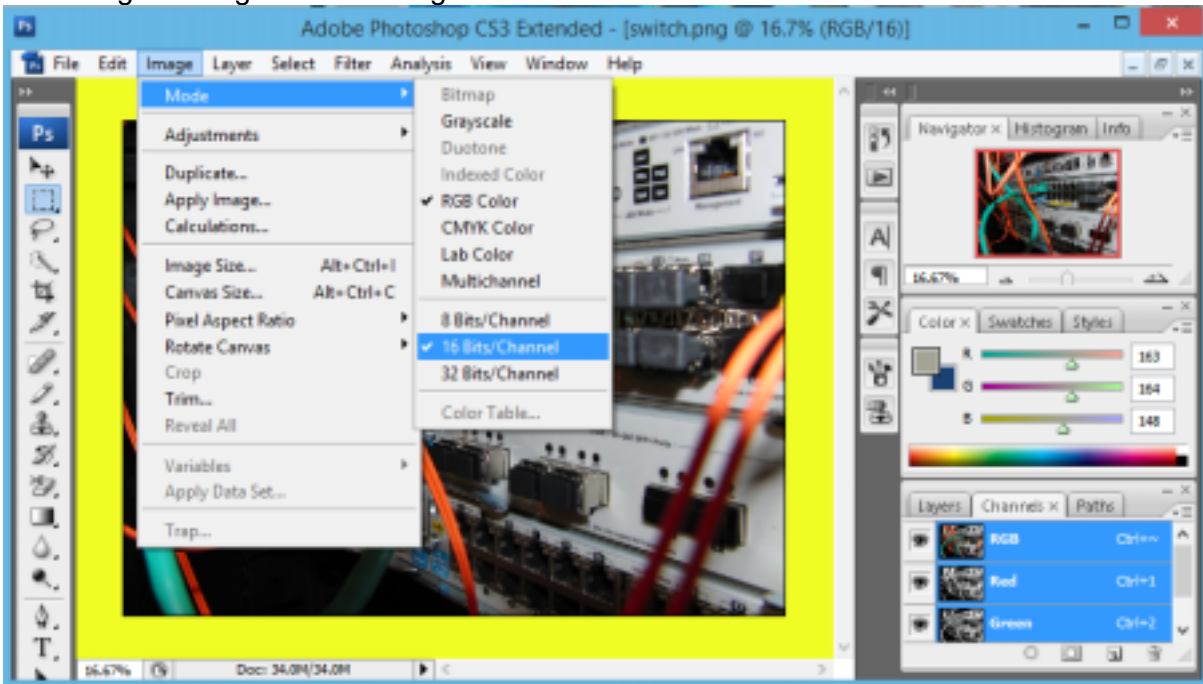 Adobe Photoshop CS3 Extended - [switch.png @ 16.7% (RGB/16)]
File Edit Image Layer Select Filter Analysis View Window Help
Mode
Adjustments
Duplicate...
Apply Image...
Calculations...
Image Size... Alt+Ctrl+I
Canvas Size... Alt+Ctrl+C
Pixel Aspect Ratio
Rotate Canvas
Crop
Trim...
Reveal All
Variables
Apply Data Set...
Trap...
Bitmap
Grayscale
Duotone
Indexed Color
RGB Color
CMYK Color
Lab Color
Multichannel
8 Bits/Channel
16 Bits/Channel
32 Bits/Channel
Color Table...
Management
Ps
T
Navigator × Histogram Info
16.67%
Color × Swatches Styles
R 163
G 164
B 148
Layers Channels × Paths
RGB Ctrl+~
Red Ctrl+1
Green Ctrl+2
16.67% Doc: 34.0M/34.0M